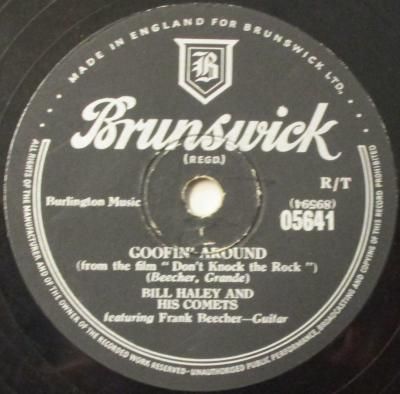 MADE IN ENGLAND FOR BRUNSWICK LTD.
B
Brunswick
(REGD.)
R/T
Burlington Music
(89594)
05641
1
GOOFIN' AROUND
(from the film "Don't Knock the Rock")
(Beecher, Grande)
BILL HALEY AND
HIS COMETS
featuring Frank Beecher—Guitar
ALL RIGHTS OF THE MANUFACTURER AND OF THE OWNER OF THE RECORDED WORK RESERVED-UNAUTHORISED PUBLIC PERFORMANCE, BROADCASTING AND COPYING OF THIS RECORD PROHIBITED